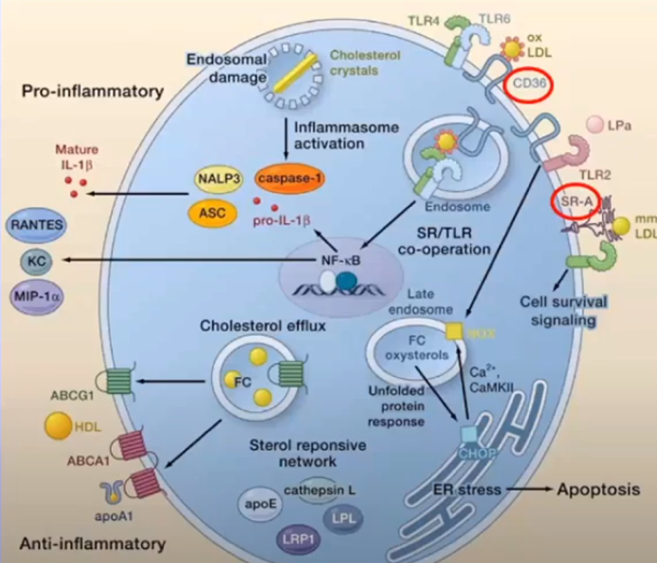 TLR4
TLR6
ox
LDL
CD36
Endosomal
damage
Cholesterol
crystals
Pro-inflammatory
Inflammasome
activation
LPa
Mature
IL-1β
NALP3
caspase-1
TLR2
ASC
pro-IL-1β
Endosome
SR-A
mm
LDL
RANTES
SR/TLR
co-operation
KC
NF-κB
MIP-1α
Cell survival
signaling
Late
endosome
Cholesterol efflux
FC
oxysterols
FC
Ca²⁺,
CaMKII
ABCG1
Unfolded
protein
response
HDL
ABCA1
Sterol reponsive
network
CHOP
apoA1
apoE
cathepsin L
LPL
LRP1
ER stress
Apoptosis
Anti-inflammatory